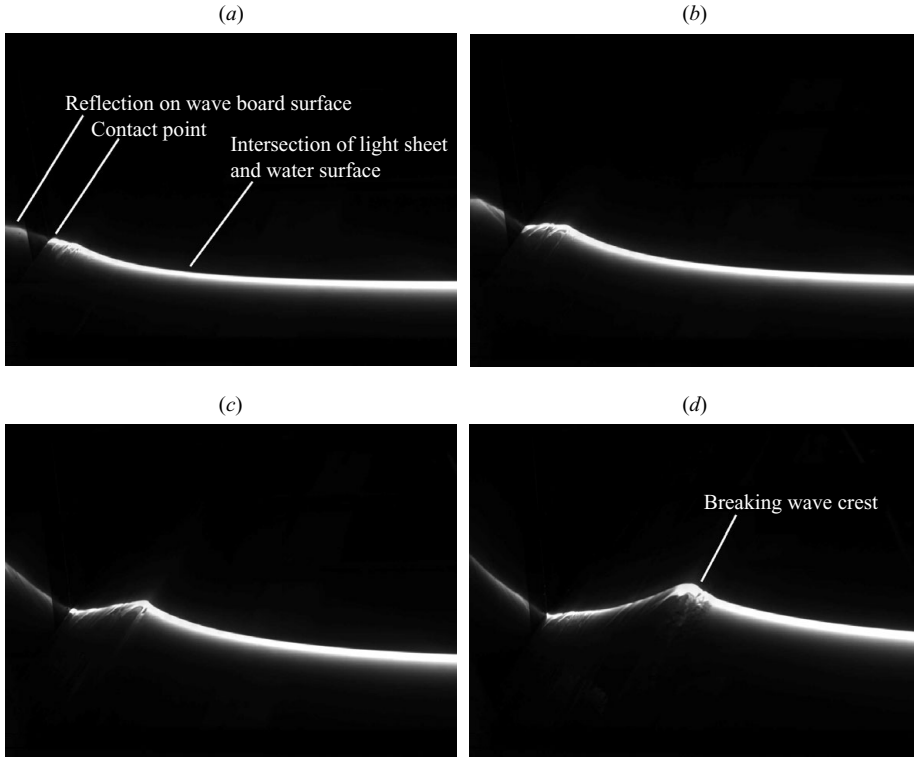 (a)
(b)
Reflection on wave board surface
Contact point
Intersection of light sheet
and water surface
(c)
(d)
Breaking wave crest